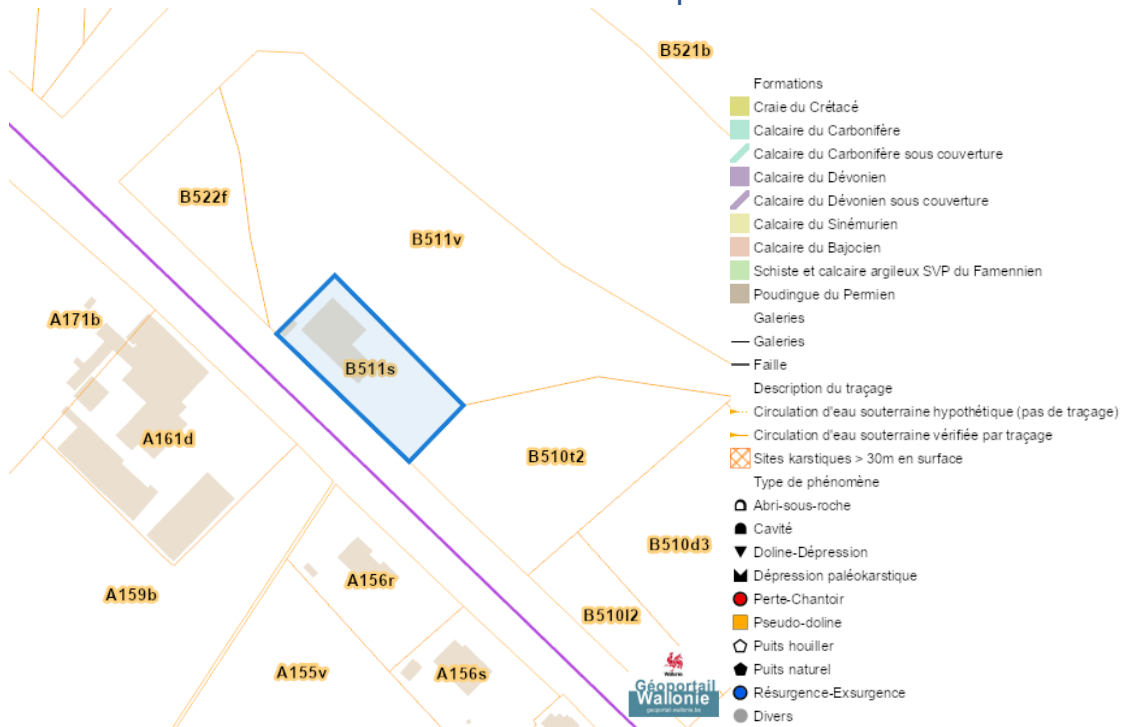 B521b
B522f
B511v
A171b
B511s
A161d
B510t2
B510d3
A159b
A156r
B510l2
A155v
A156s
Formations
Craie du Crétacé
Calcaire du Carbonifère
Calcaire du Carbonifère sous couverture
Calcaire du Dévonien
Calcaire du Dévonien sous couverture
Calcaire du Sinémurien
Calcaire du Bajocien
Schiste et calcaire argileux SVP du Famennien
Poudingue du Permien
Galeries
Galeries
Faille
Description du traçage
Circulation d'eau souterraine hypothétique (pas de traçage)
Circulation d'eau souterraine vérifiée par traçage
Sites karstiques > 30m en surface
Type de phénomène
Abri-sous-roche
Cavité
Doline-Dépression
Dépression paléokarstique
Perte-Chantoir
Pseudo-doline
Puits houiller
Puits naturel
Résurgence-Exsurgence
Divers
Wallonie
Géoportail
Wallonie
geoportail.wallonie.be